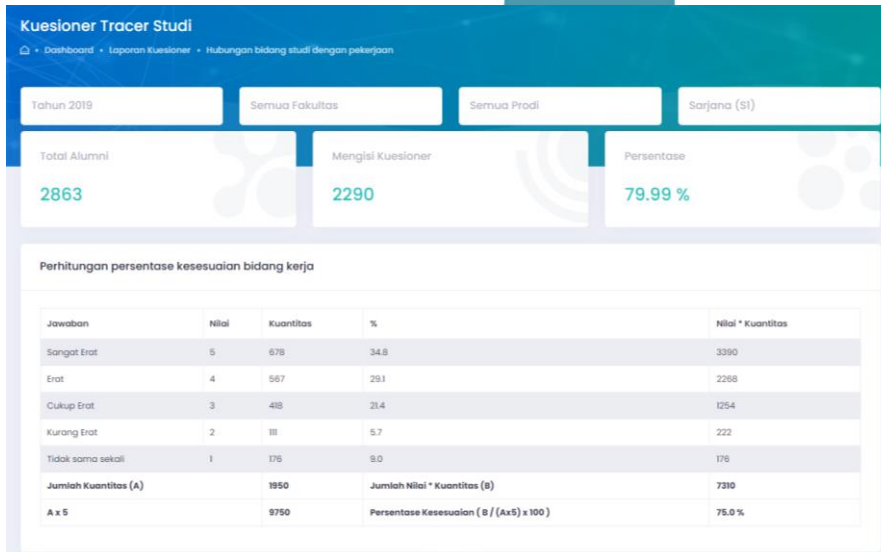 Kuesioner Tracer Studi
Dashboard • Laporan Kuesioner • Hubungan bidang studi dengan pekerjaan
Tahun 2019 Semua Fakultas Semua Prodi Sarjana (S1)
Total Alumni Mengisi Kuesioner Persentase
2863 2290 79.99 %
Perhitungan persentase kesesuaian bidang kerja
Jawaban Nilai Kuantitas % Nilai * Kuantitas
Sangat Erat 5 678 34.8 3390
Erat 4 567 29.1 2268
Cukup Erat 3 418 21.4 1254
Kurang Erat 2 111 5.7 222
Tidak sama sekali 1 176 9.0 176
Jumlah Kuantitas (A) 1950 Jumlah Nilai * Kuantitas (B) 7310
A x 5 9750 Persentase Kesesuaian ( B / (Ax5) x 100 ) 75.0 %